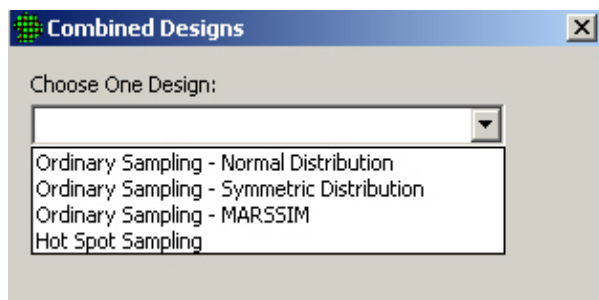 Combined Designs
Choose One Design:
Ordinary Sampling - Normal Distribution
Ordinary Sampling - Symmetric Distribution
Ordinary Sampling - MARSSIM
Hot Spot Sampling